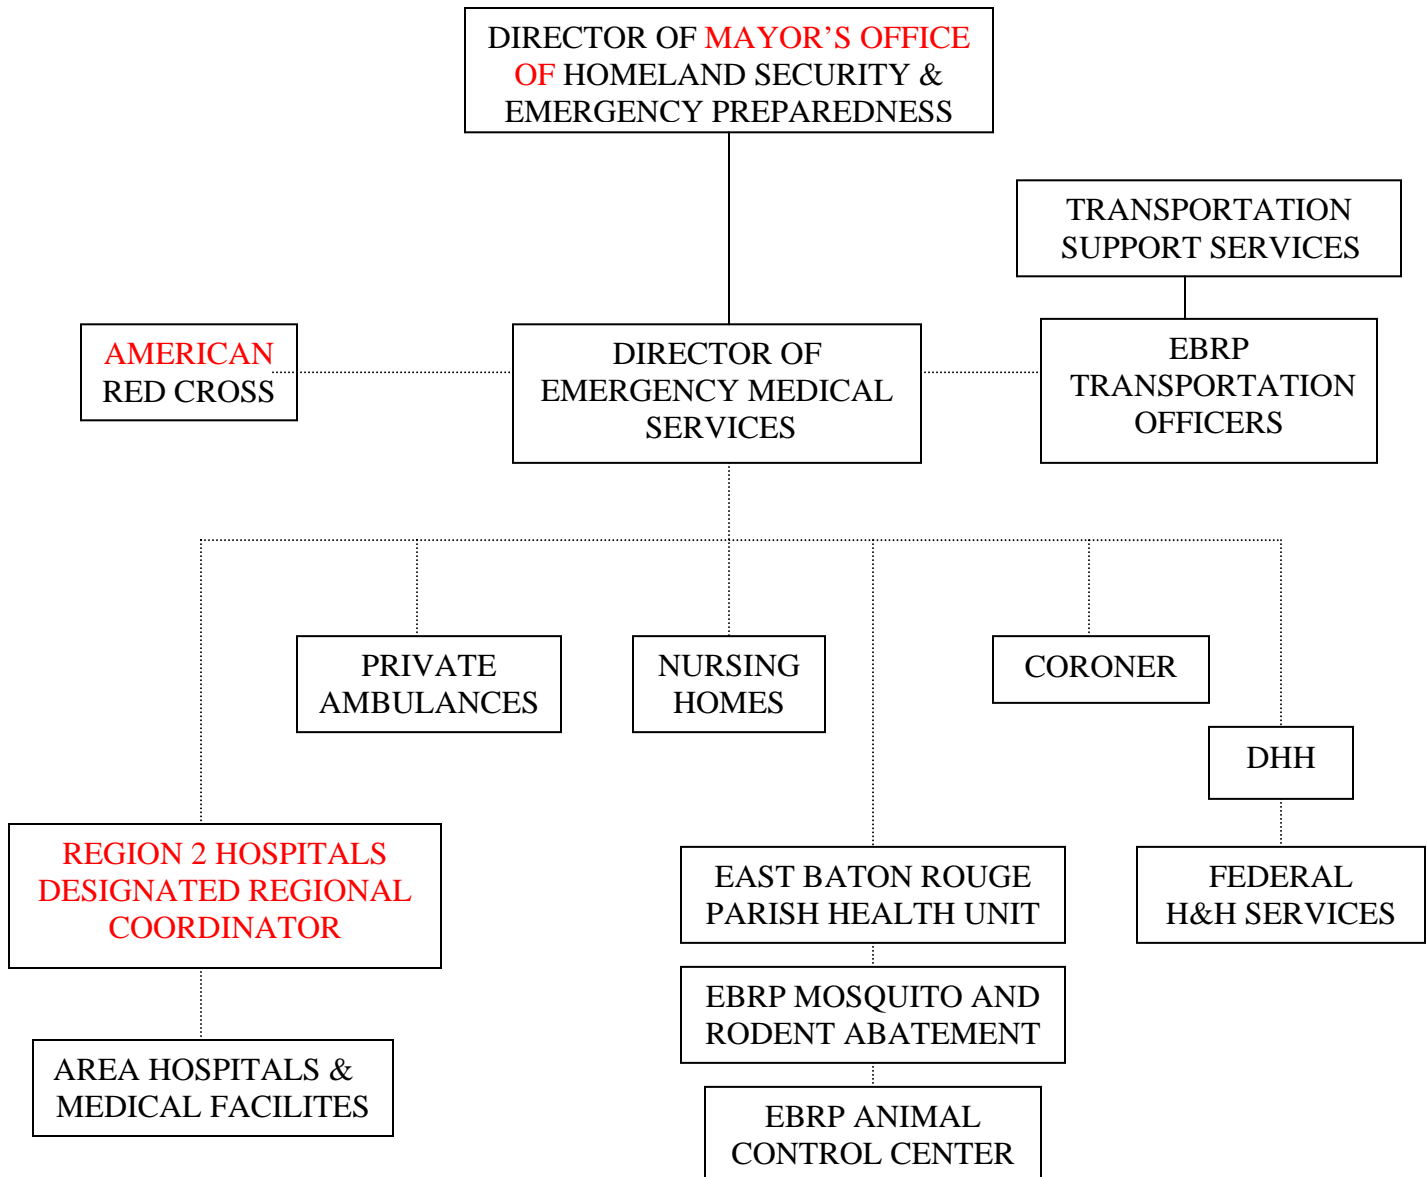 DIRECTOR OF MAYOR’S OFFICE
OF HOMELAND SECURITY &
EMERGENCY PREPAREDNESS
TRANSPORTATION
SUPPORT SERVICES
AMERICAN
RED CROSS
DIRECTOR OF
EMERGENCY MEDICAL
SERVICES
EBRP
TRANSPORTATION
OFFICERS
PRIVATE
AMBULANCES
NURSING
HOMES
CORONER
DHH
REGION 2 HOSPITALS
DESIGNATED REGIONAL
COORDINATOR
EAST BATON ROUGE
PARISH HEALTH UNIT
FEDERAL
H&H SERVICES
EBRP MOSQUITO AND
RODENT ABATEMENT
AREA HOSPITALS &
MEDICAL FACILITES
EBRP ANIMAL
CONTROL CENTER